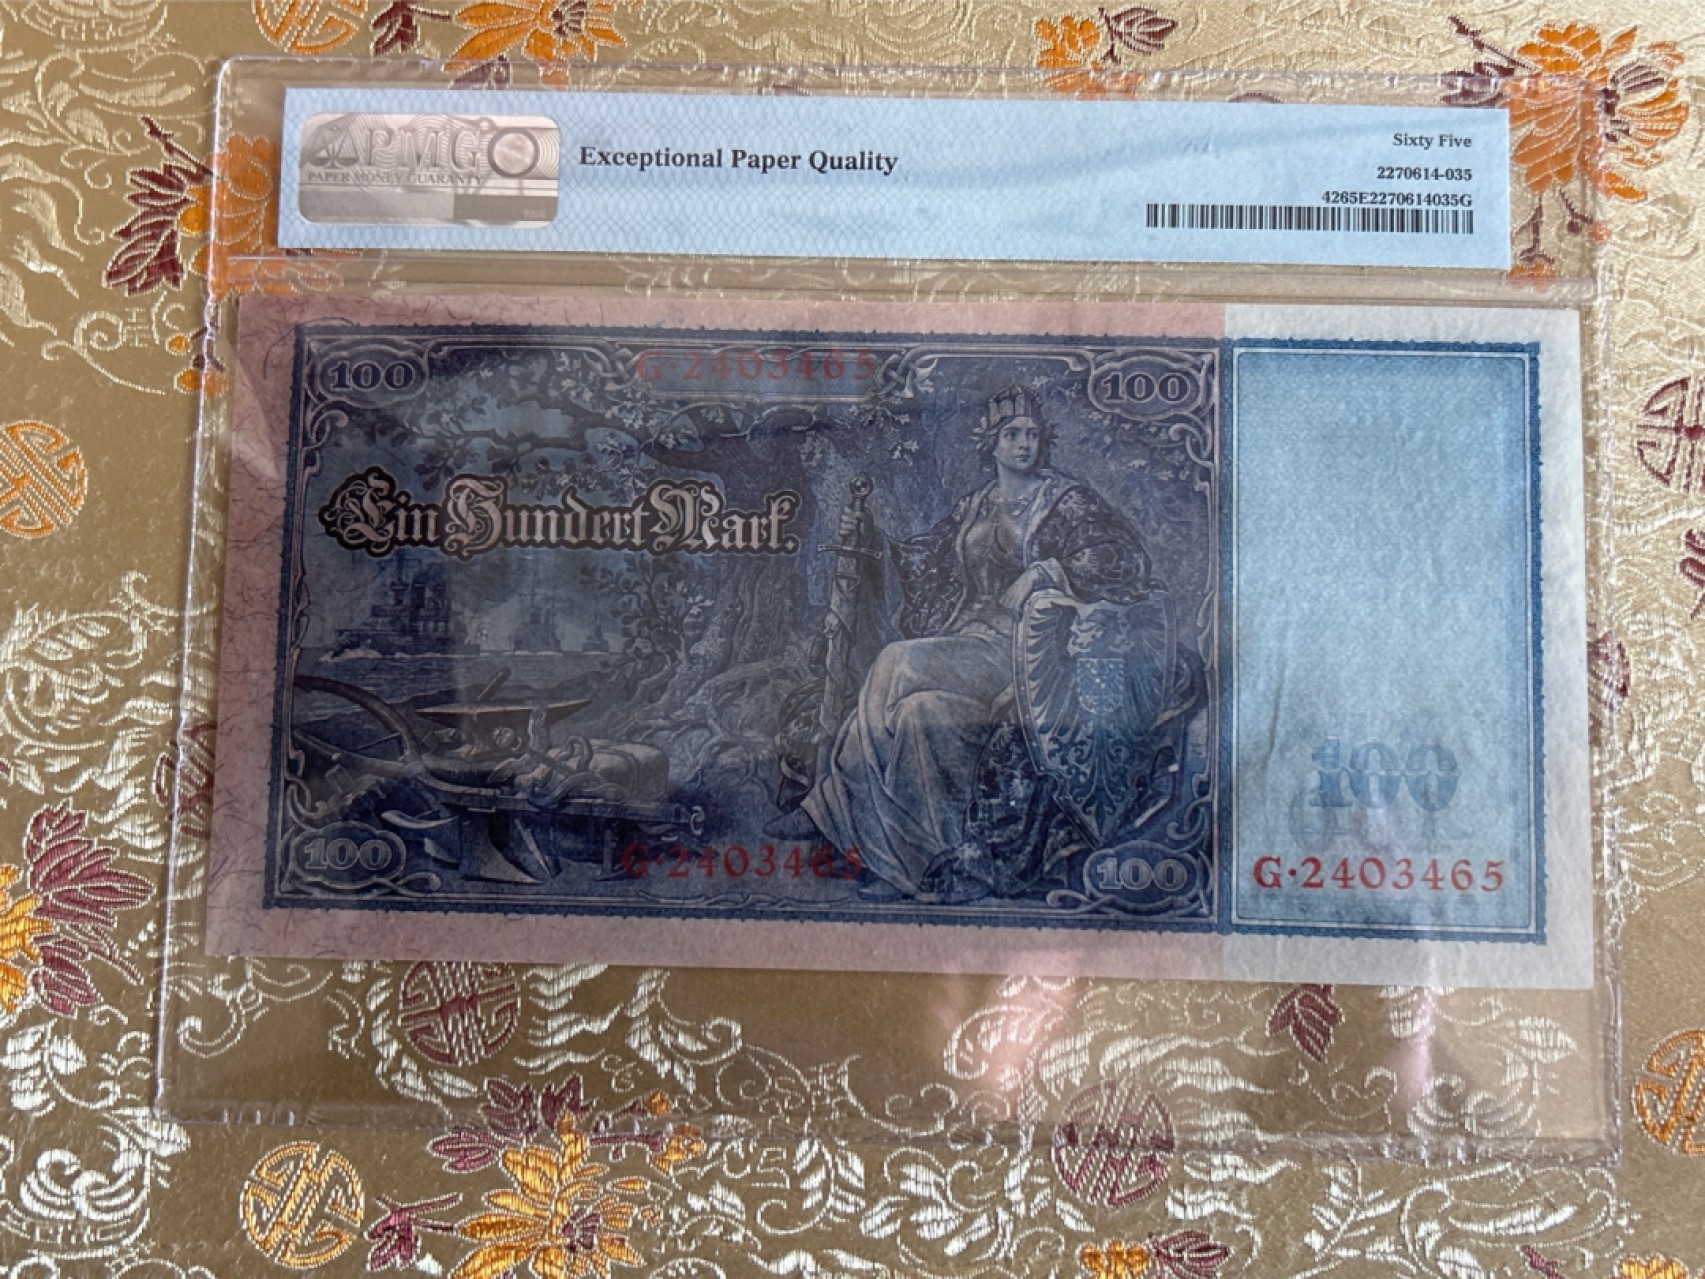 PMG
PAPER MONEY GUARANTY
Exceptional Paper Quality
Sixty Five
2270614-035
4265E2270614035G
100
G·2403465
100
Ein Hundert Mark.
100
100
G·2403465
100
G·2403465
100